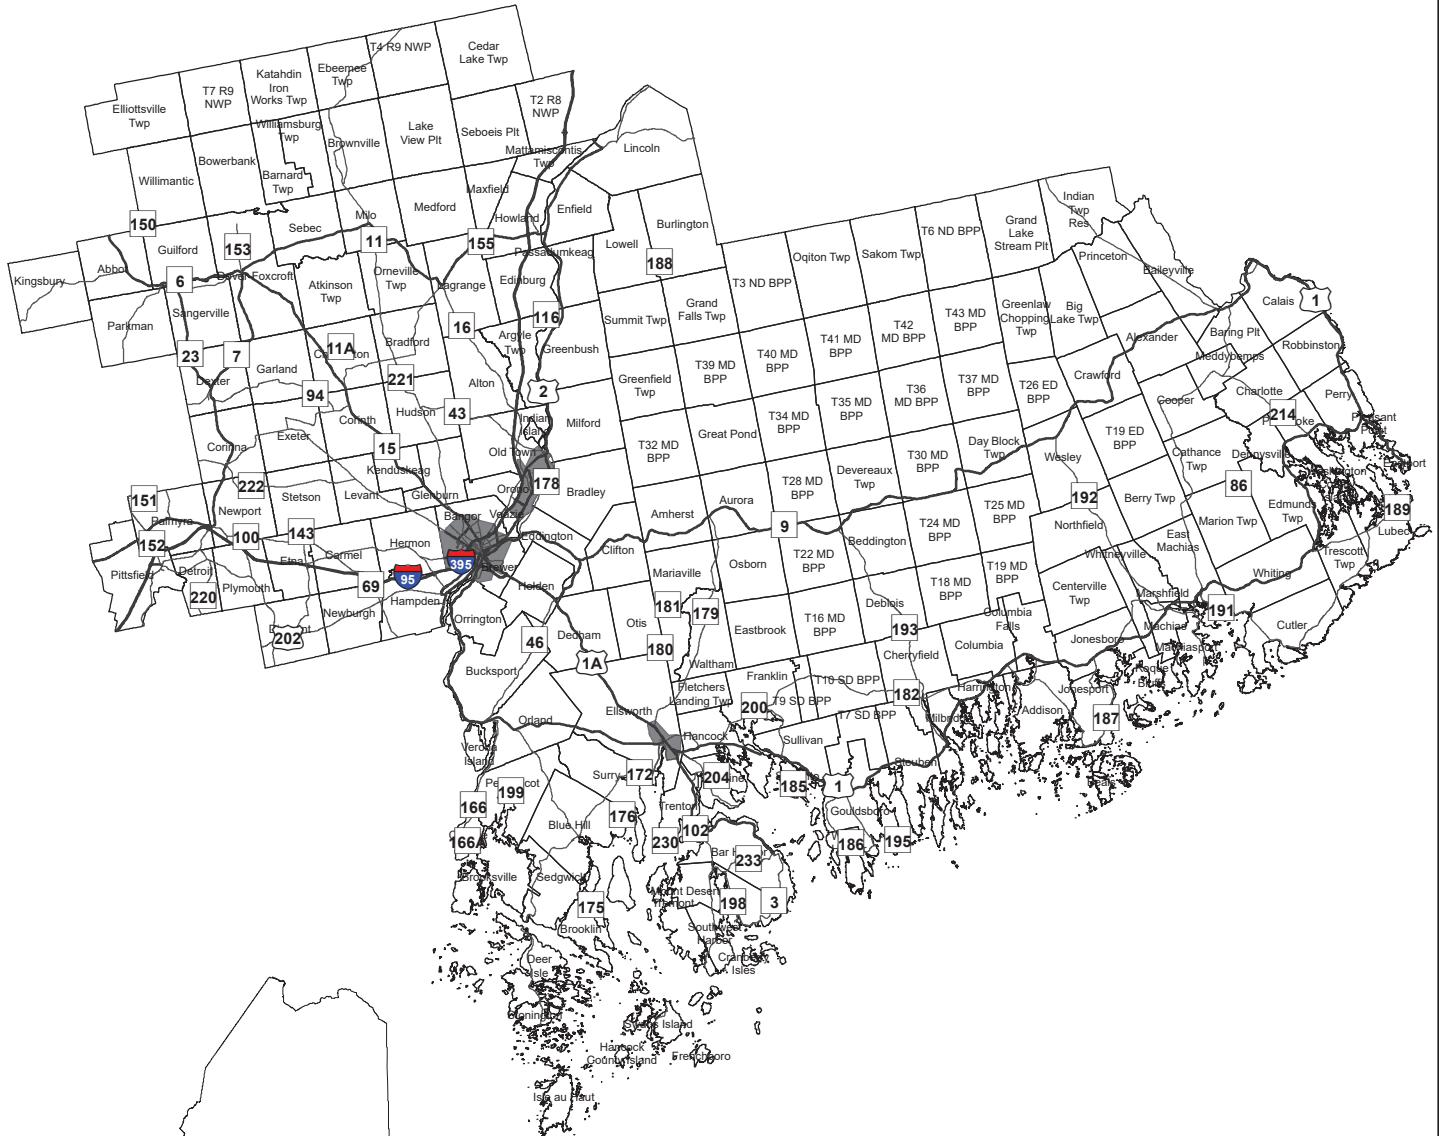 T4 R9 NWP
Cedar
Lake Twp
Ebeemee
Twp
Katahdin
Iron
Works Twp
T7 R9
NWP
Elliottsville
Twp
T2 R8
NWP
Williamsburg
Twp
Brownville
Lake
View Plt
Seboeis Plt
Mattamiscontis
Twp
Lincoln
Bowerbank
Willimantic
Barnard
Twp
Maxfield
Medford
Howland
Enfield
Burlington
150
Sebec
Milo
11
155
Lowell
188
Passadumkeag
Guilford
153
Kingsbury
6
Dover-Foxcroft
Atkinson
Twp
Orneville
Twp
Lagrange
Edinburg
Parkman
Sangerville
16
116
Argyle
Twp
Greenbush
Summit Twp
Grand
Falls Twp
T3 ND BPP
Oqiton Twp
Sakom Twp
T6 ND BPP
Grand
Lake
Stream Plt
Indian
Twp
Res
Princeton
Baileyville
Calais
1
Baring Plt
Robbinston
Meddybemps
Alexander
Greenlaw
Chopping
Twp
Big
Lake Twp
T43 MD
BPP
T42
MD BPP
T41 MD
BPP
T40 MD
BPP
T39 MD
BPP
Greenfield
Twp
23
7
11A
Bradford
Dexter
Garland
94
221
Alton
2
Hudson
43
Corinth
Indian
Island
Milford
T32 MD
BPP
Great Pond
T34 MD
BPP
T35 MD
BPP
T36
MD BPP
T37 MD
BPP
T26 ED
BPP
Crawford
Cooper
Charlotte
214
Perry
Corinna
Exeter
15
Old Town
Kenduskeag
222
Stetson
Levant
Glenburn
Orono
178
Bradley
151
Newport
Palmyra
Bangor
Veazie
Eddington
152
100
143
Etna
Carmel
Hermon
395
95
Brewer
Holden
Pittsfield
Detroit
220
Plymouth
69
Hampden
Newburgh
202
Orrington
Clifton
Amherst
Aurora
9
T28 MD
BPP
Devereaux
Twp
T30 MD
BPP
Day Block
Twp
Wesley
T19 ED
BPP
Cathance
Twp
Dennysville
Eastport
86
Berry Twp
192
Northfield
Marion Twp
Edmunds
Twp
189
Lubec
Trescott
Twp
Whiting
East
Machias
Whitneyville
T25 MD
BPP
T24 MD
BPP
Beddington
T22 MD
BPP
Osborn
Mariaville
T19 MD
BPP
T18 MD
BPP
Centerville
Twp
Marshfield
191
Cutler
Machias
Machiasport
Jonesboro
Roque
Bluffs
Columbia
Falls
Columbia
Deblois
193
T16 MD
BPP
Eastbrook
181
179
Otis
180
46
Dedham
1A
Waltham
Bucksport
Cherryfield
182
T10 SD BPP
Franklin
T9 SD BPP
T7 SD BPP
200
Fletchers
Landing Twp
Harrington
Addison
Jonesport
187
Beals
Milbridge
Steuben
Orland
Ellsworth
Hancock
Sullivan
Verona
Island
199
Surry
172
204
185
1
Gouldsboro
186
195
166
166A
Trenton
102
176
230
Blue Hill
233
Brooksville
Sedgwick
175
Brooklin
Mount Desert
Tremont
198
3
Southwest
Harbor
Cranberry
Isles
Deer
Isle
Stonington
Swans Island
Hancock
County Island
Frenchboro
Isle au Haut